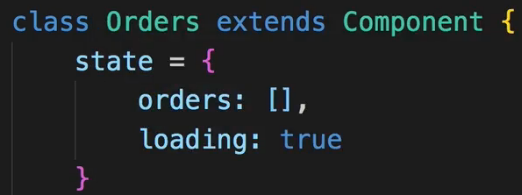 class Orders extends Component {
    state = {
        orders: [],
        loading: true
    }